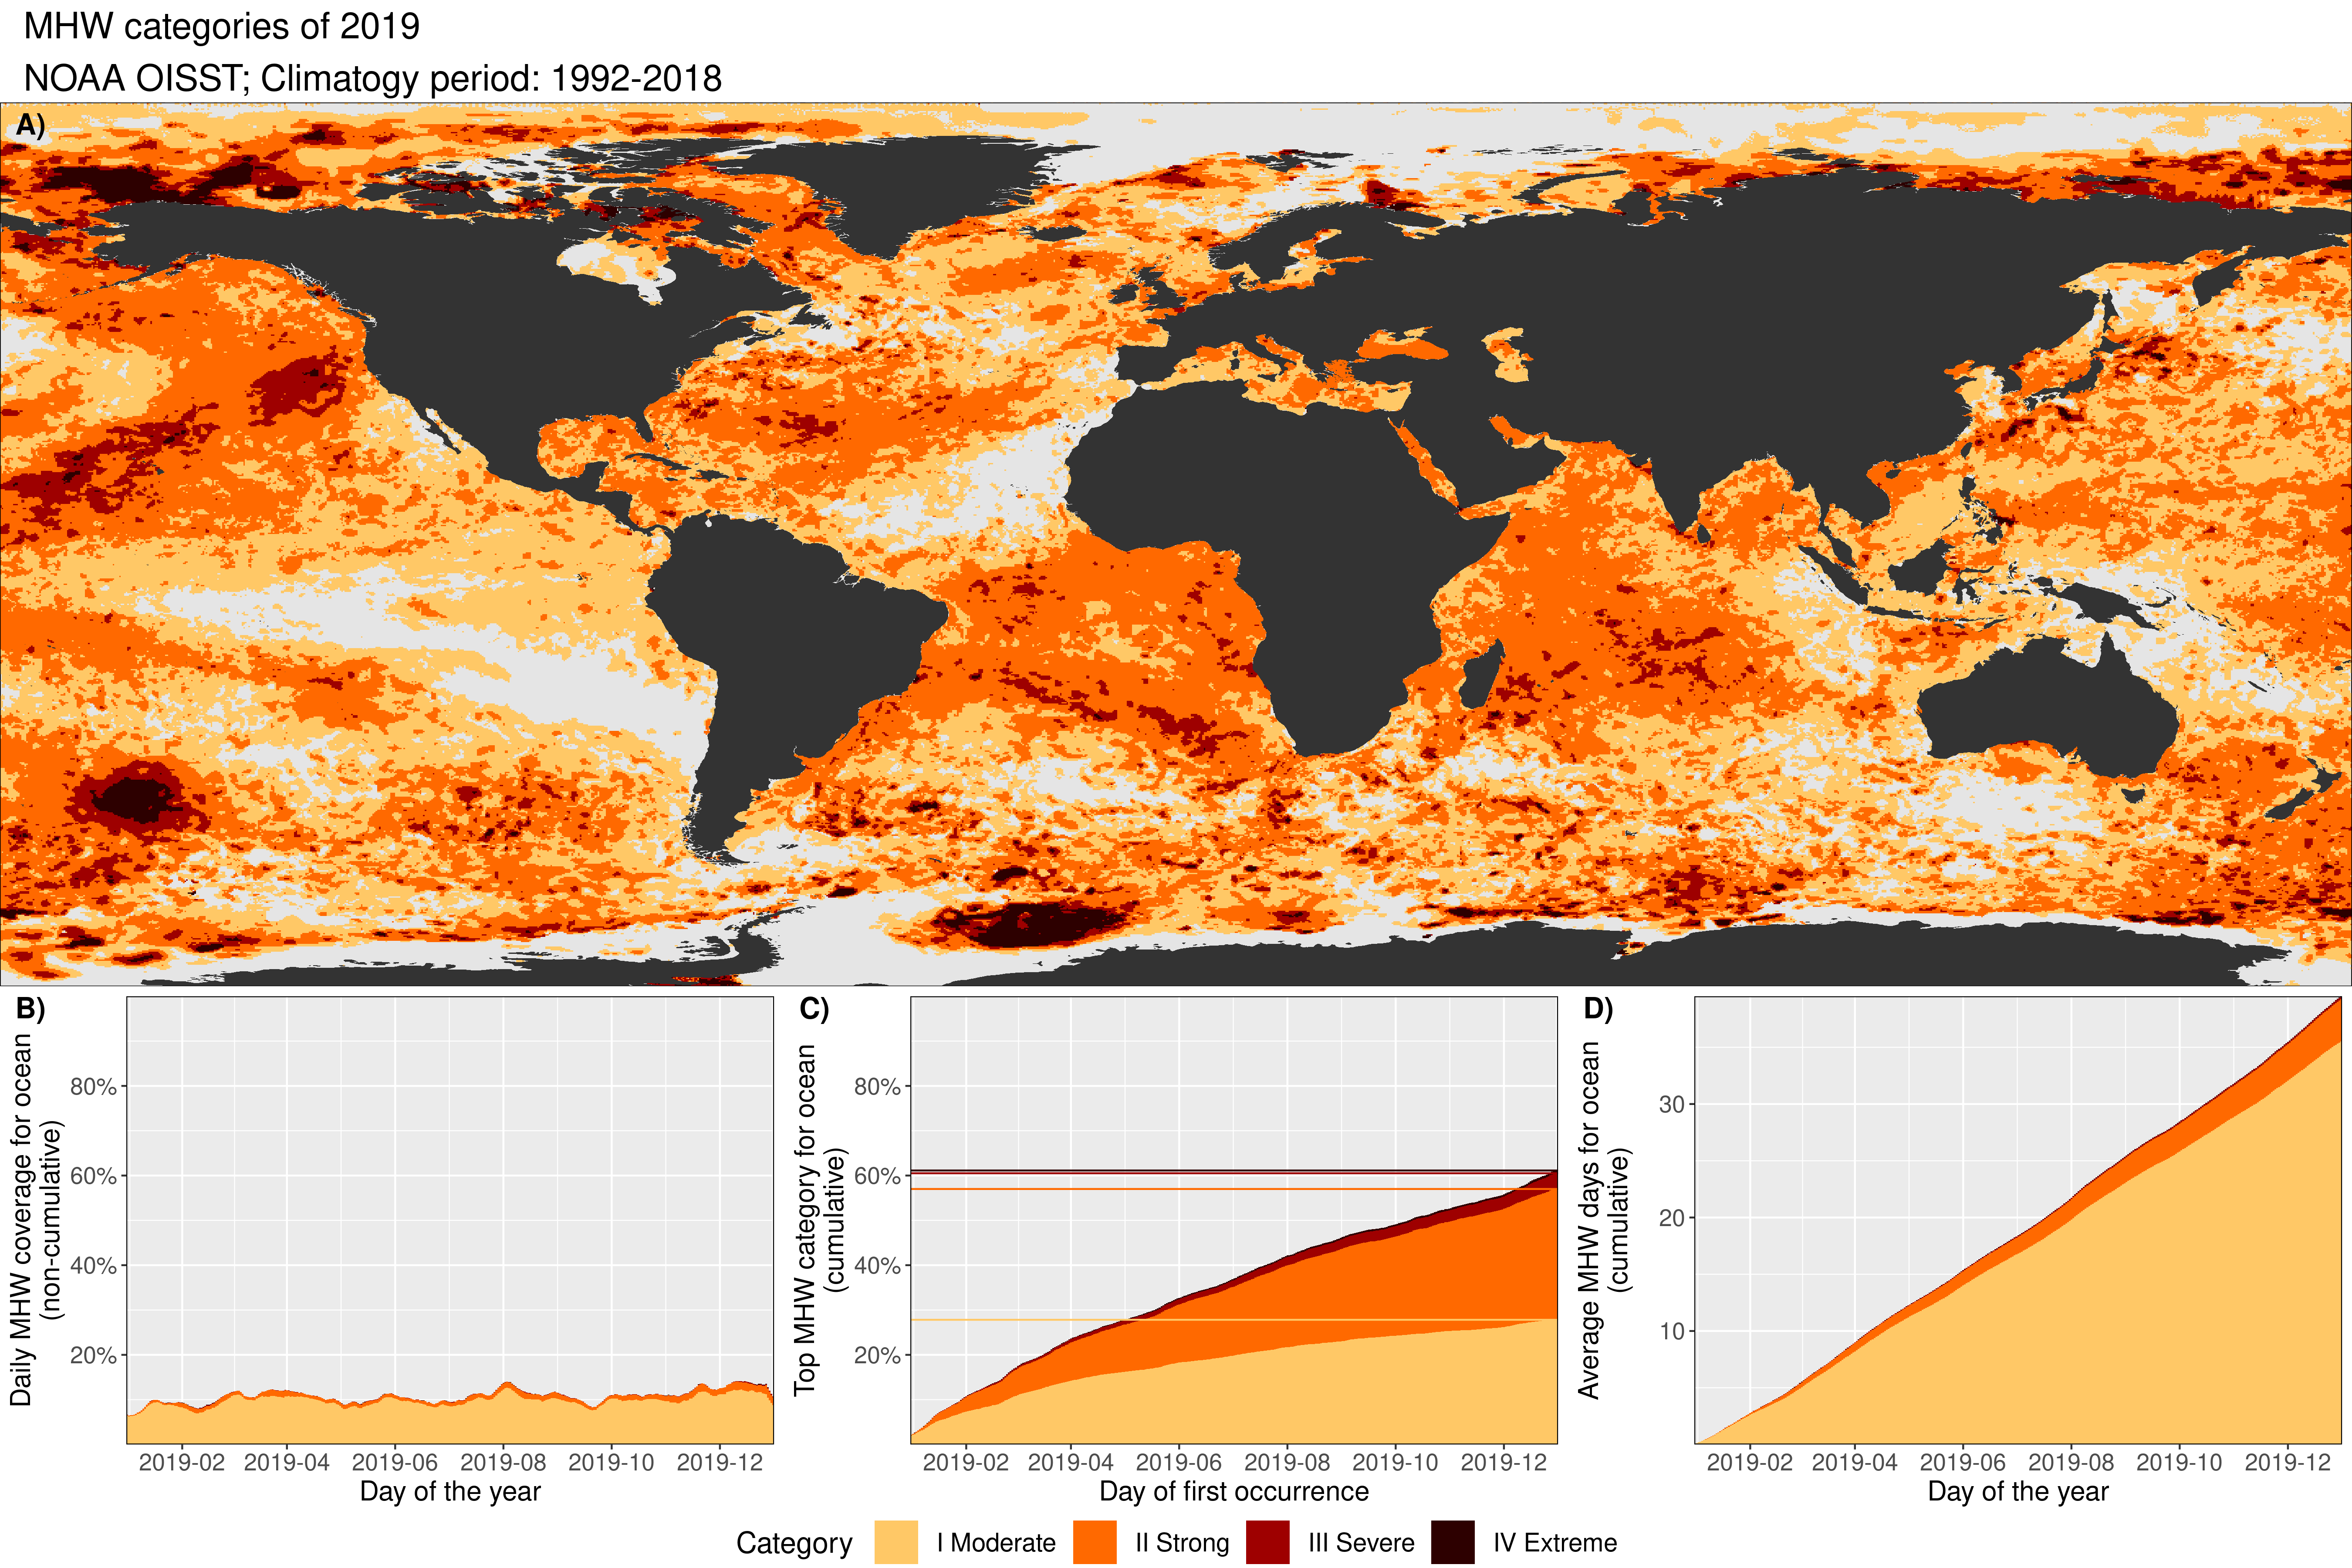 MHW categories of 2019
NOAA OISST; Climatogy period: 1992-2018
A)
B)
Daily MHW coverage for ocean
(non-cumulative)
80%
60%
40%
20%
2019-02 2019-04 2019-06 2019-08 2019-10 2019-12
Day of the year
C)
Top MHW category for ocean
(cumulative)
80%
60%
40%
20%
2019-02 2019-04 2019-06 2019-08 2019-10 2019-12
Day of first occurrence
D)
Average MHW days for ocean
(cumulative)
30
20
10
2019-02 2019-04 2019-06 2019-08 2019-10 2019-12
Day of the year
Category I Moderate II Strong III Severe IV Extreme